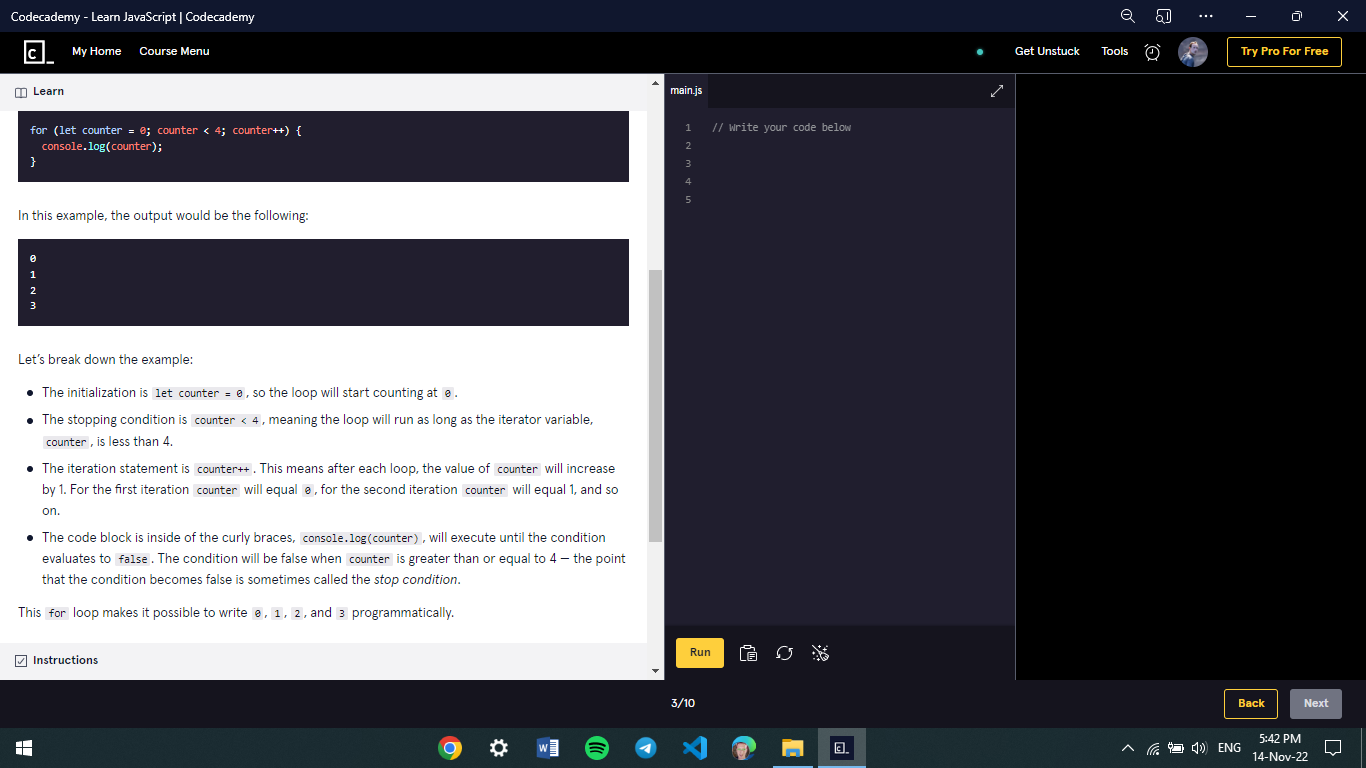 Codecademy - Learn JavaScript | Codecademy
c_ My Home Course Menu Get Unstuck Tools Try Pro For Free
Learn
for (let counter = 0; counter < 4; counter++) {
console.log(counter);
}
In this example, the output would be the following:
0
1
2
3
Let’s break down the example:
The initialization is let counter = 0, so the loop will start counting at 0.
The stopping condition is counter < 4, meaning the loop will run as long as the iterator variable,
counter, is less than 4.
The iteration statement is counter++. This means after each loop, the value of counter will increase
by 1. For the first iteration counter will equal 0, for the second iteration counter will equal 1, and so
on.
The code block is inside of the curly braces, console.log(counter), will execute until the condition
evaluates to false. The condition will be false when counter is greater than or equal to 4 — the point
that the condition becomes false is sometimes called the stop condition.
This for loop makes it possible to write 0, 1, 2, and 3 programmatically.
Instructions
main.js
1 // Write your code below
2
3
4
5
Run
3/10
Back Next
W
c_
ENG
5:42 PM
14-Nov-22